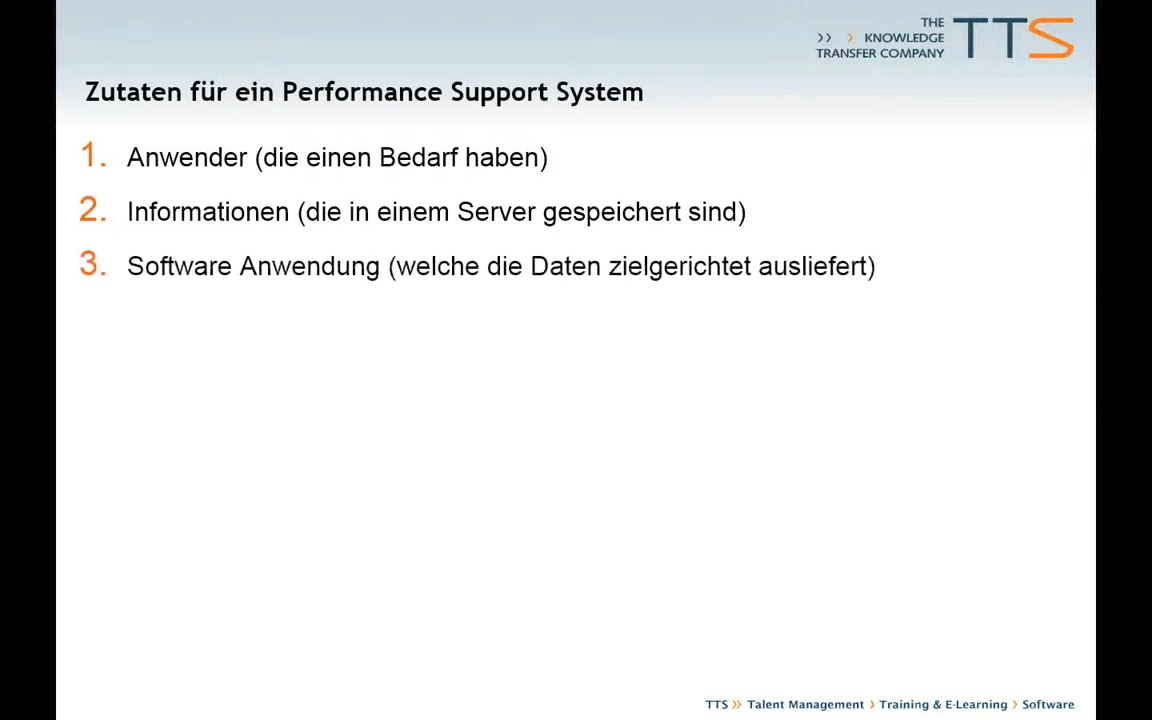 THE
>> > KNOWLEDGE
TRANSFER COMPANY
TTS
Zutaten für ein Performance Support System
1. Anwender (die einen Bedarf haben)
2. Informationen (die in einem Server gespeichert sind)
3. Software Anwendung (welche die Daten zielgerichtet ausliefert)
TTS >> Talent Management > Training & E-Learning > Software